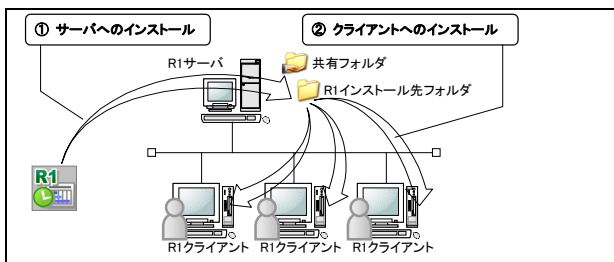 ① サーバへのインストール
② クライアントへのインストール
R1サーバ
共有フォルダ
R1インストール先フォルダ
R1
R1クライアント
R1クライアント
R1クライアント